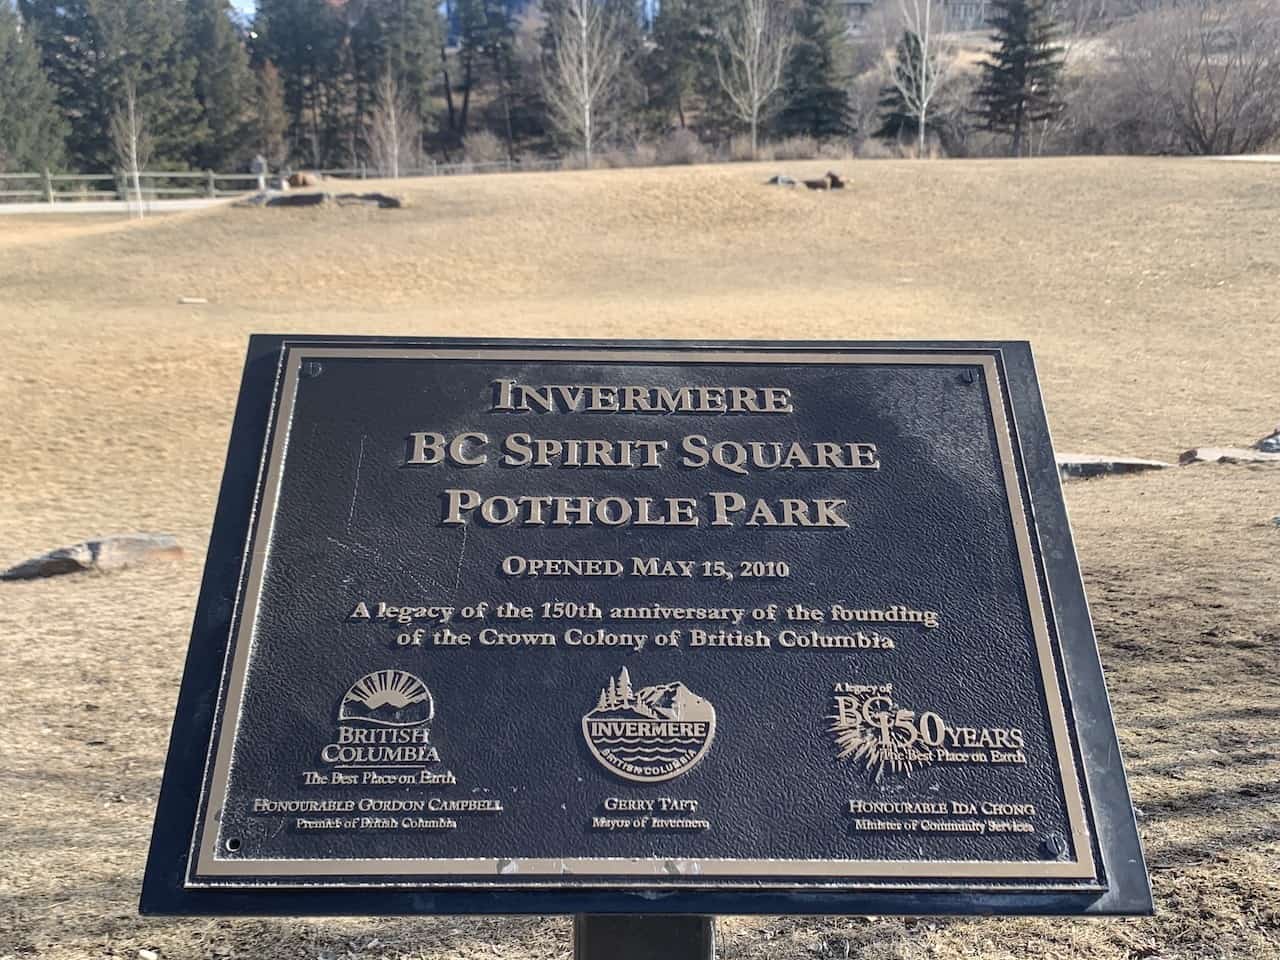 INVERMERE
BC SPIRIT SQUARE
POTHOLE PARK
OPENED MAY 15, 2010
A legacy of the 150th anniversary of the founding
of the Crown Colony of British Columbia
BRITISH
COLUMBIA
The Best Place on Earth
HONOURABLE GORDON CAMPBELL
Premier of British Columbia
INVERMERE
BRITISH COLUMBIA
GERRY TAFT
Mayor of Invermere
A legacy of
BC150 YEARS
The Best Place on Earth
HONOURABLE IDA CHONG
Minister of Community Services